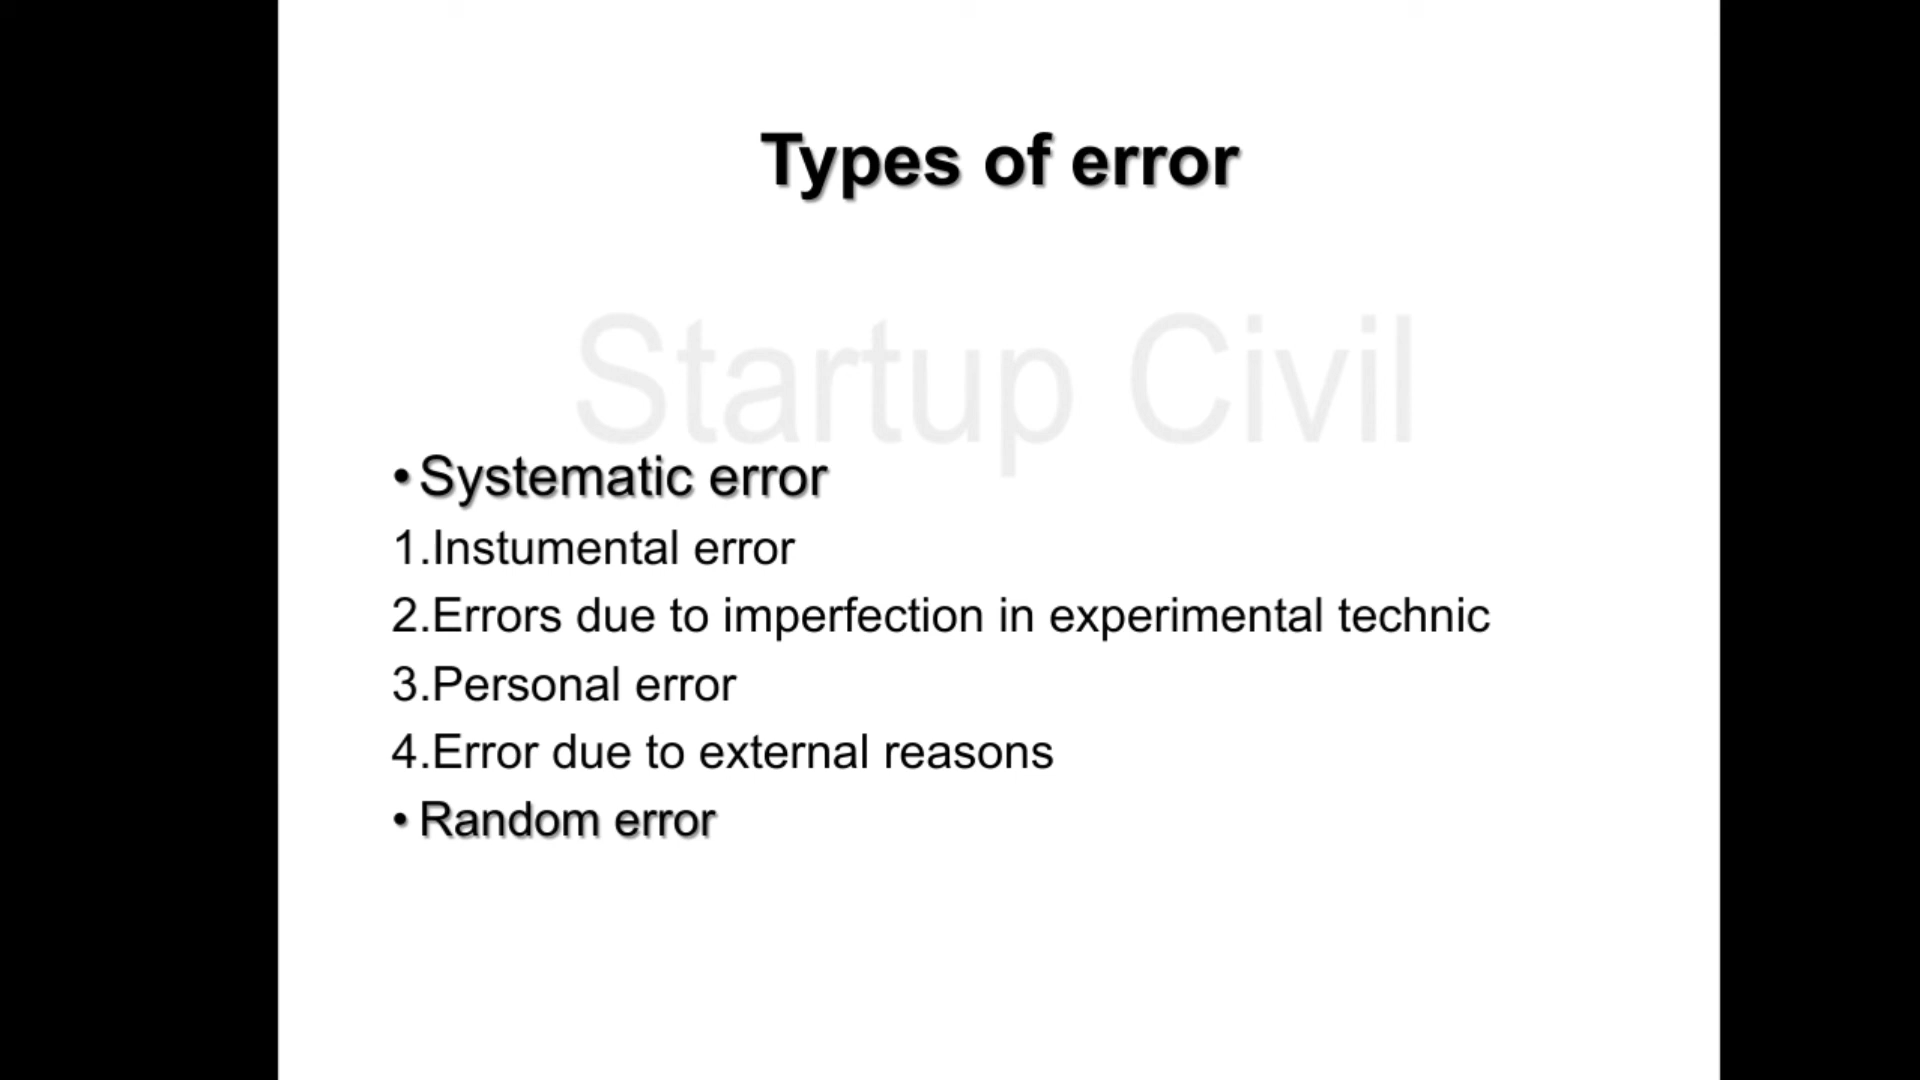 Types of error
Startup Civil
• Systematic error
1.Instumental error
2.Errors due to imperfection in experimental technic
3.Personal error
4.Error due to external reasons
• Random error